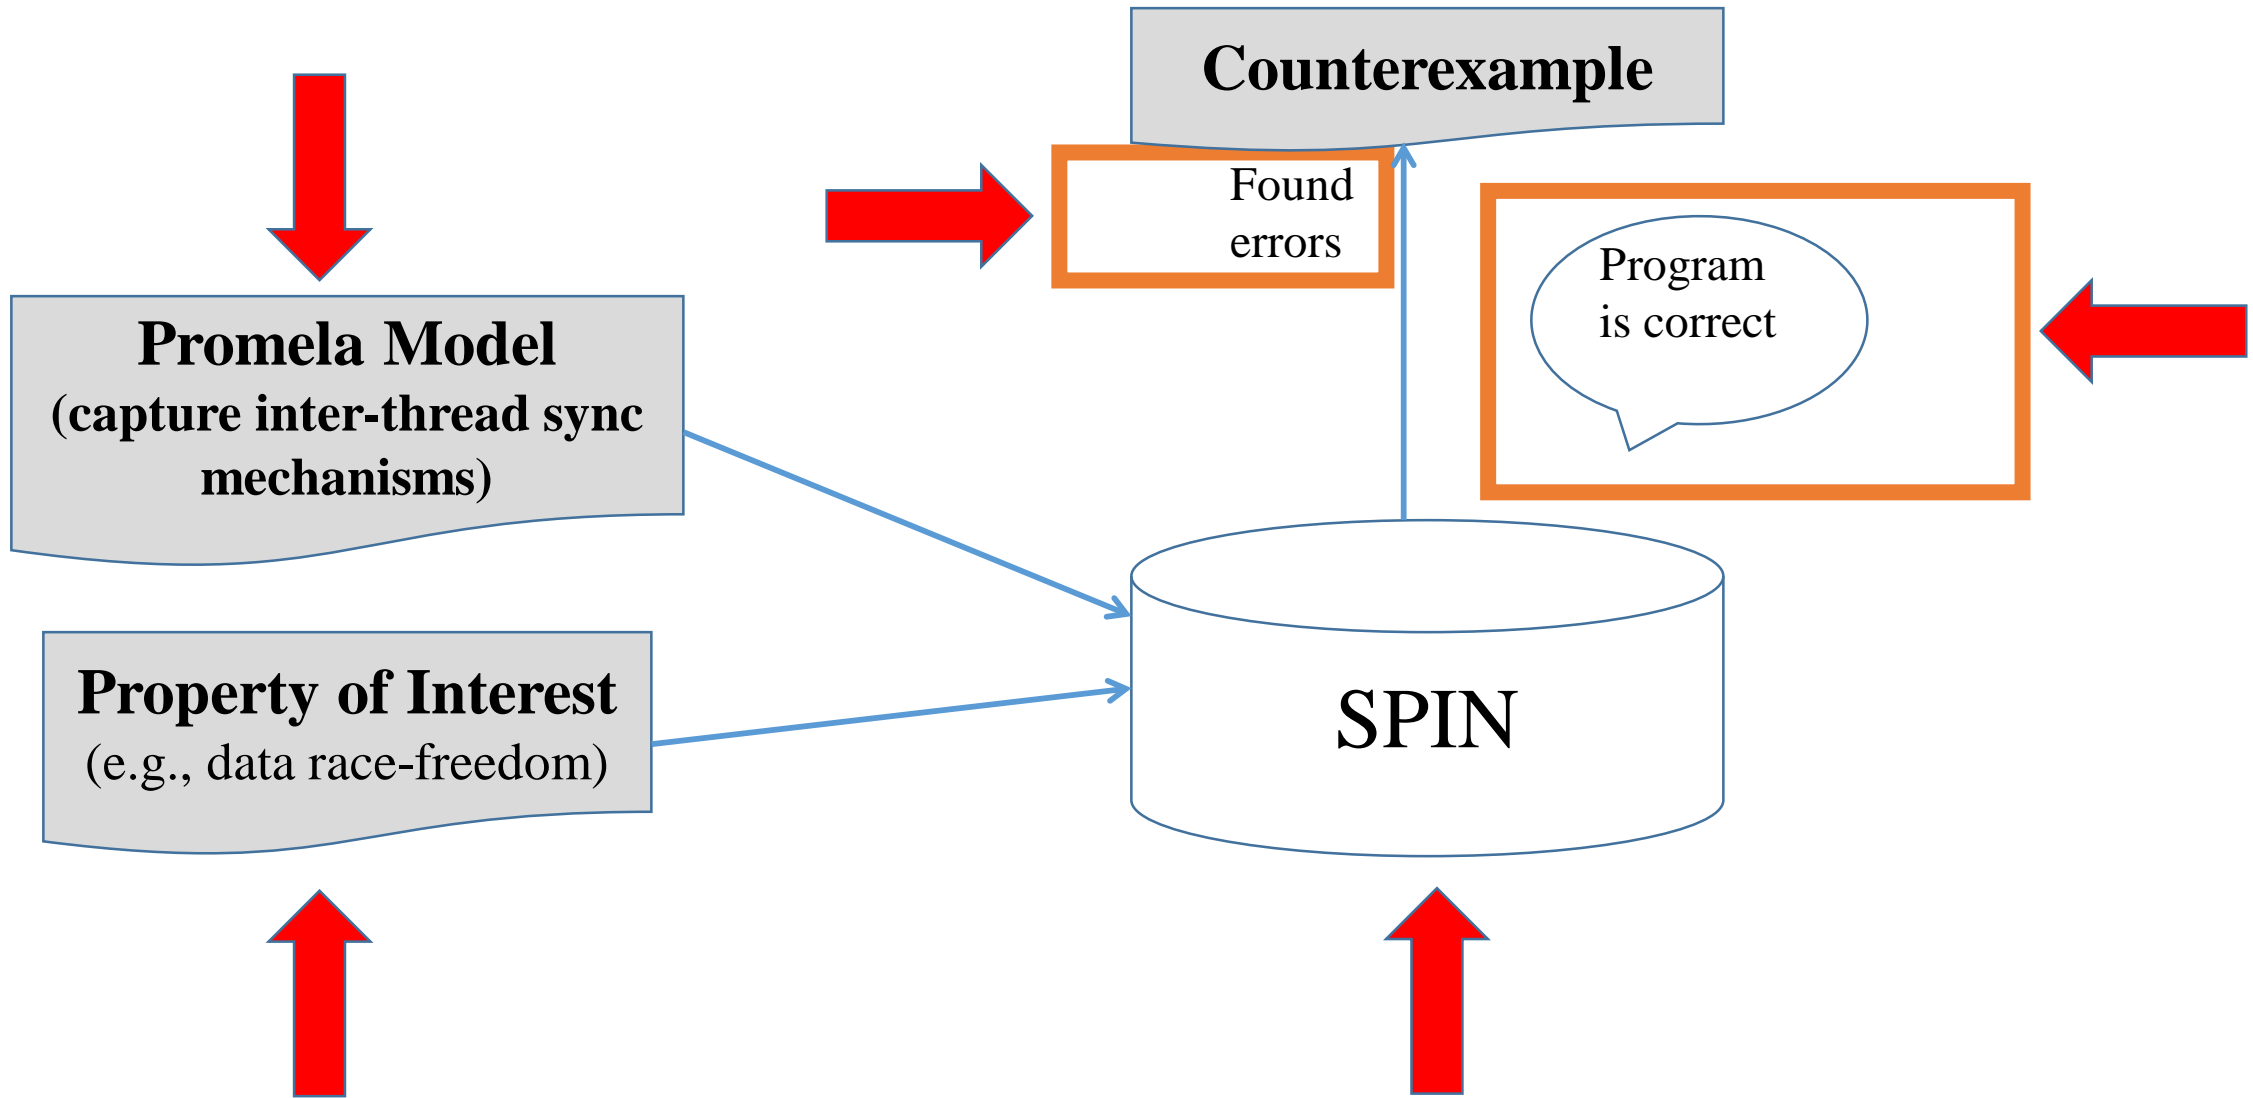 Counterexample
Found
errors
Program
is correct
Promela Model
(capture inter-thread sync
mechanisms)
Property of Interest
(e.g., data race-freedom)
SPIN